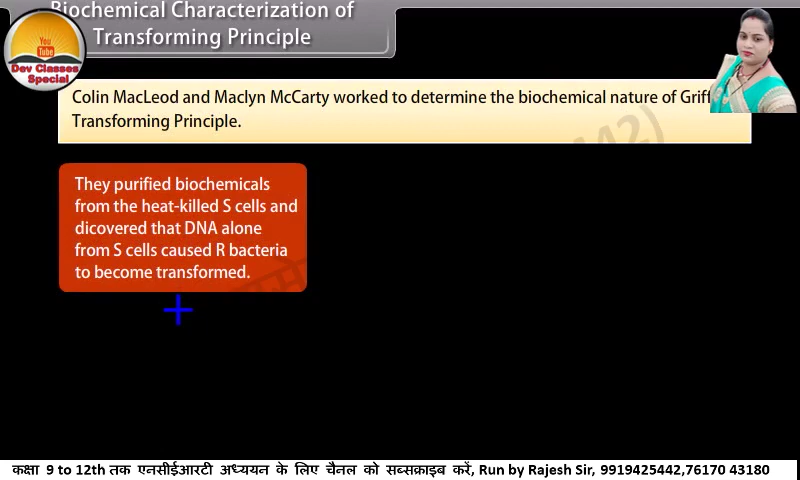 Biochemical Characterization of
Transforming Principle
You
Tube
Dev Classes
Special
Colin MacLeod and Maclyn McCarty worked to determine the biochemical nature of Griff
Transforming Principle.
They purified biochemicals
from the heat-killed S cells and
dicovered that DNA alone
from S cells caused R bacteria
to become transformed.
कक्षा 9 to 12th तक एनसीईआरटी अध्ययन के लिए चैनल को सब्सक्राइब करें, Run by Rajesh Sir, 9919425442,76170 43180